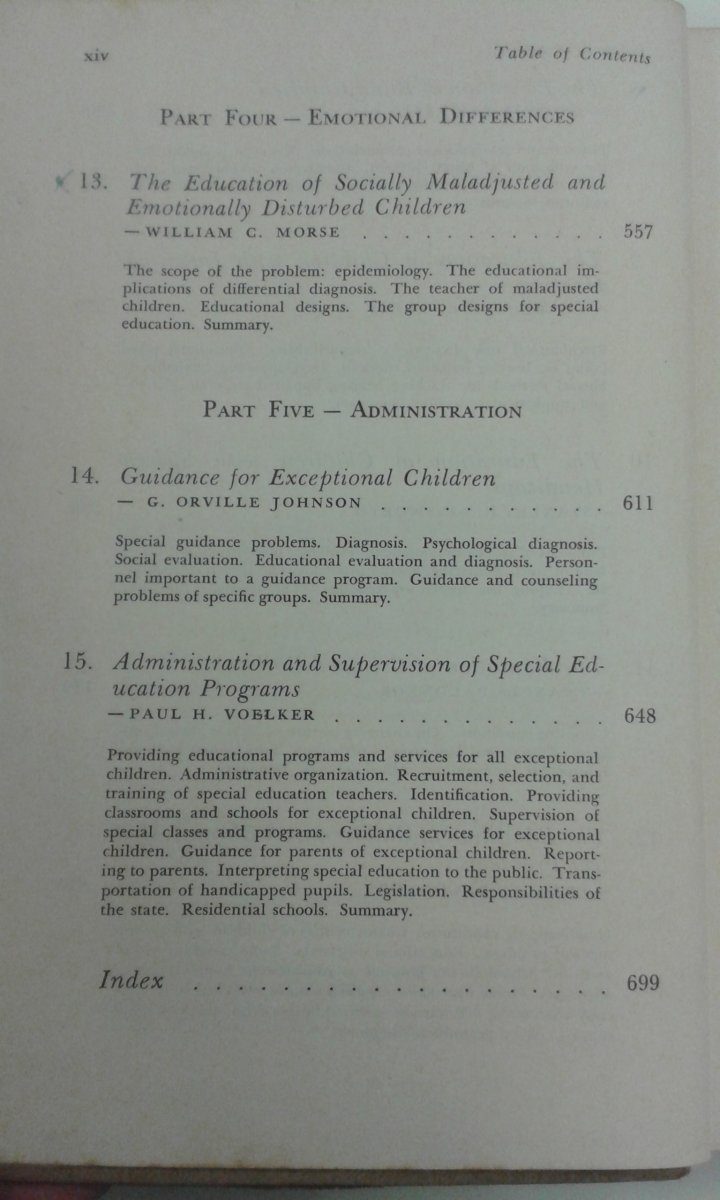 xiv Table of Contents
PART FOUR — EMOTIONAL DIFFERENCES
13. The Education of Socially Maladjusted and
Emotionally Disturbed Children
— WILLIAM C. MORSE . . . . . . . . . . . . 557
The scope of the problem: epidemiology. The educational im-
plications of differential diagnosis. The teacher of maladjusted
children. Educational designs. The group designs for special
education. Summary.
PART FIVE — ADMINISTRATION
14. Guidance for Exceptional Children
— G. ORVILLE JOHNSON . . . . . . . . . . . 611
Special guidance problems. Diagnosis. Psychological diagnosis.
Social evaluation. Educational evaluation and diagnosis. Person-
nel important to a guidance program. Guidance and counseling
problems of specific groups. Summary.
15. Administration and Supervision of Special Ed-
ucation Programs
— PAUL H. VOELKER . . . . . . . . . . . . . 648
Providing educational programs and services for all exceptional
children. Administrative organization. Recruitment, selection, and
training of special education teachers. Identification. Providing
classrooms and schools for exceptional children. Supervision of
special classes and programs. Guidance services for exceptional
children. Guidance for parents of exceptional children. Report-
ing to parents. Interpreting special education to the public. Trans-
portation of handicapped pupils. Legislation. Responsibilities of
the state. Residential schools. Summary.
Index . . . . . . . . . . . . . . . . . . . 699